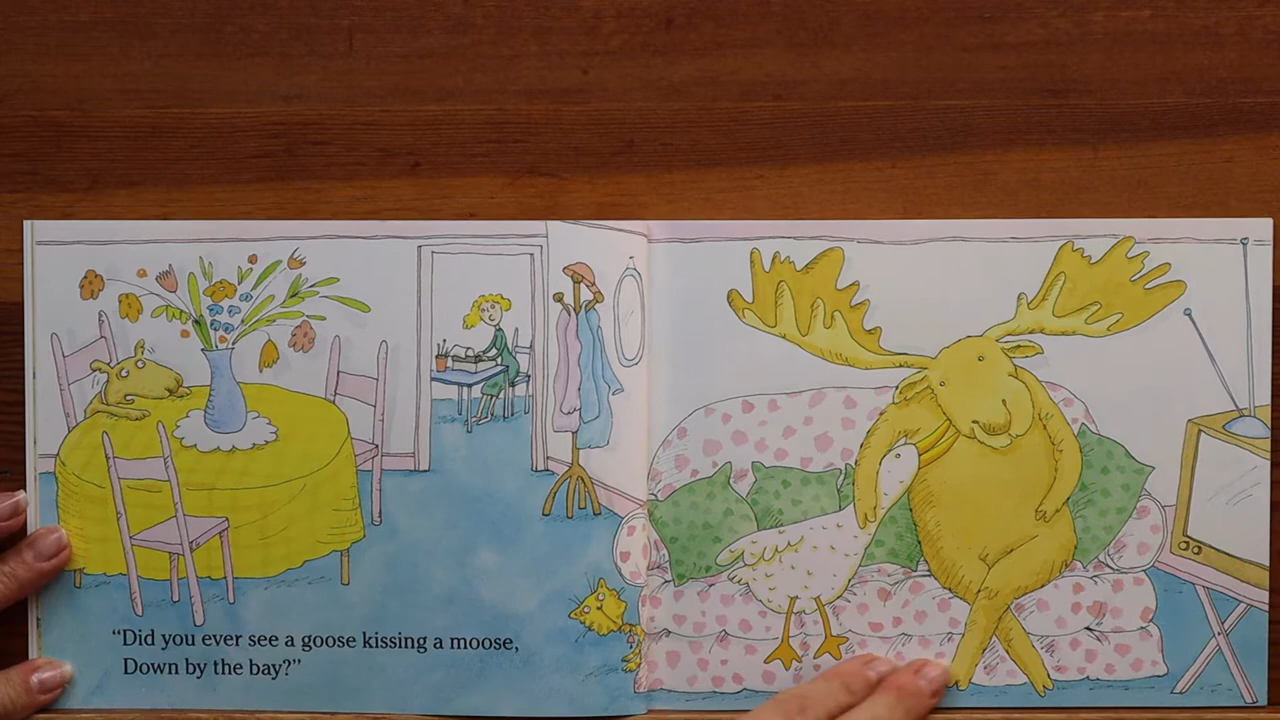 “Did you ever see a goose kissing a moose,
Down by the bay?”